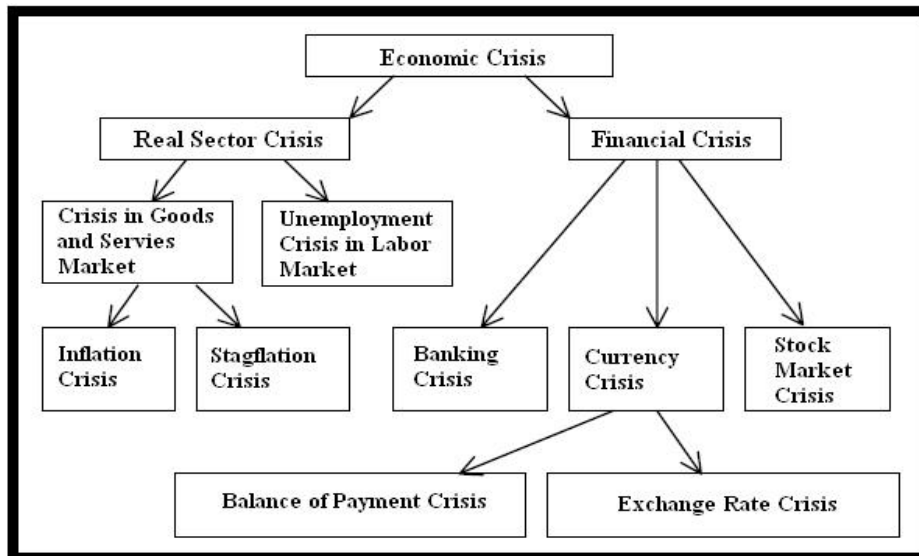 Economic Crisis
Real Sector Crisis
Financial Crisis
Crisis in Goods
and Servies
Market
Unemployment
Crisis in Labor
Market
Inflation
Crisis
Stagflation
Crisis
Banking
Crisis
Currency
Crisis
Stock
Market
Crisis
Balance of Payment Crisis
Exchange Rate Crisis